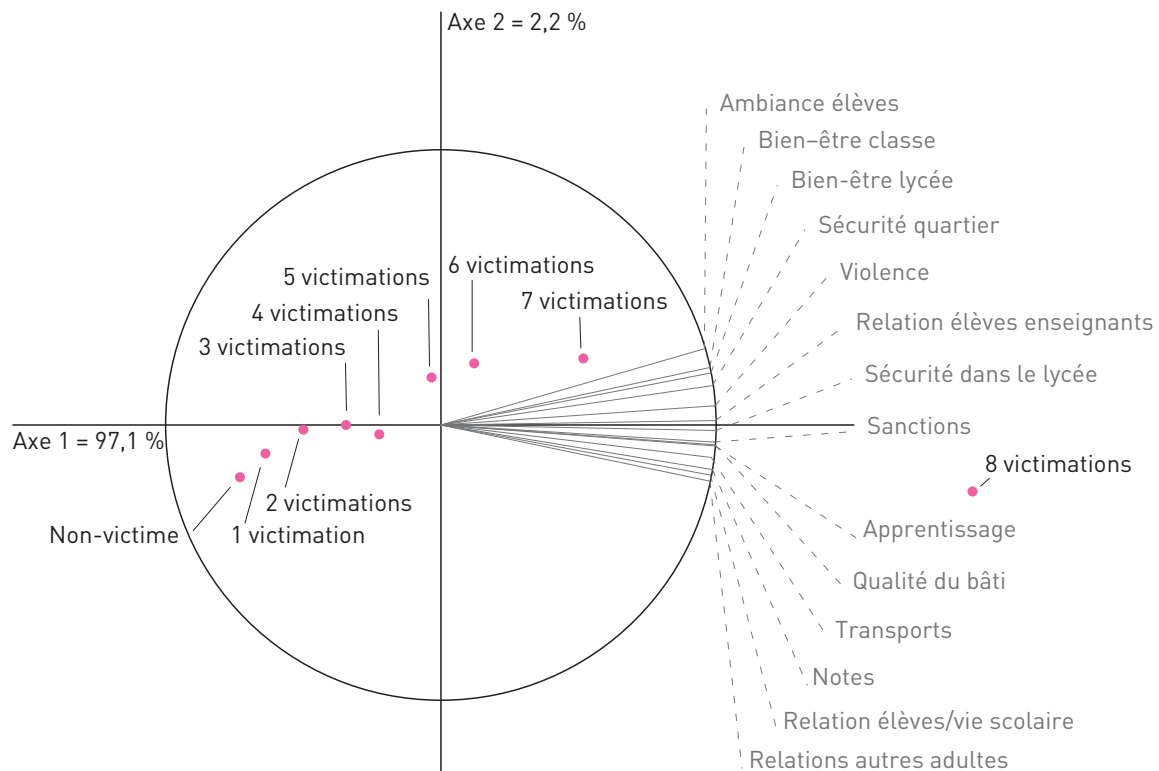 Axe 2 = 2,2 %
Ambiance élèves
Bien–être classe
Bien-être lycée
Sécurité quartier
6 victimations
5 victimations
Violence
7 victimations
4 victimations
Relation élèves enseignants
3 victimations
Sécurité dans le lycée
Sanctions
Axe 1 = 97,1 %
8 victimations
2 victimations
Apprentissage
Non-victime
1 victimation
Qualité du bâti
Transports
Notes
Relation élèves/vie scolaire
Relations autres adultes